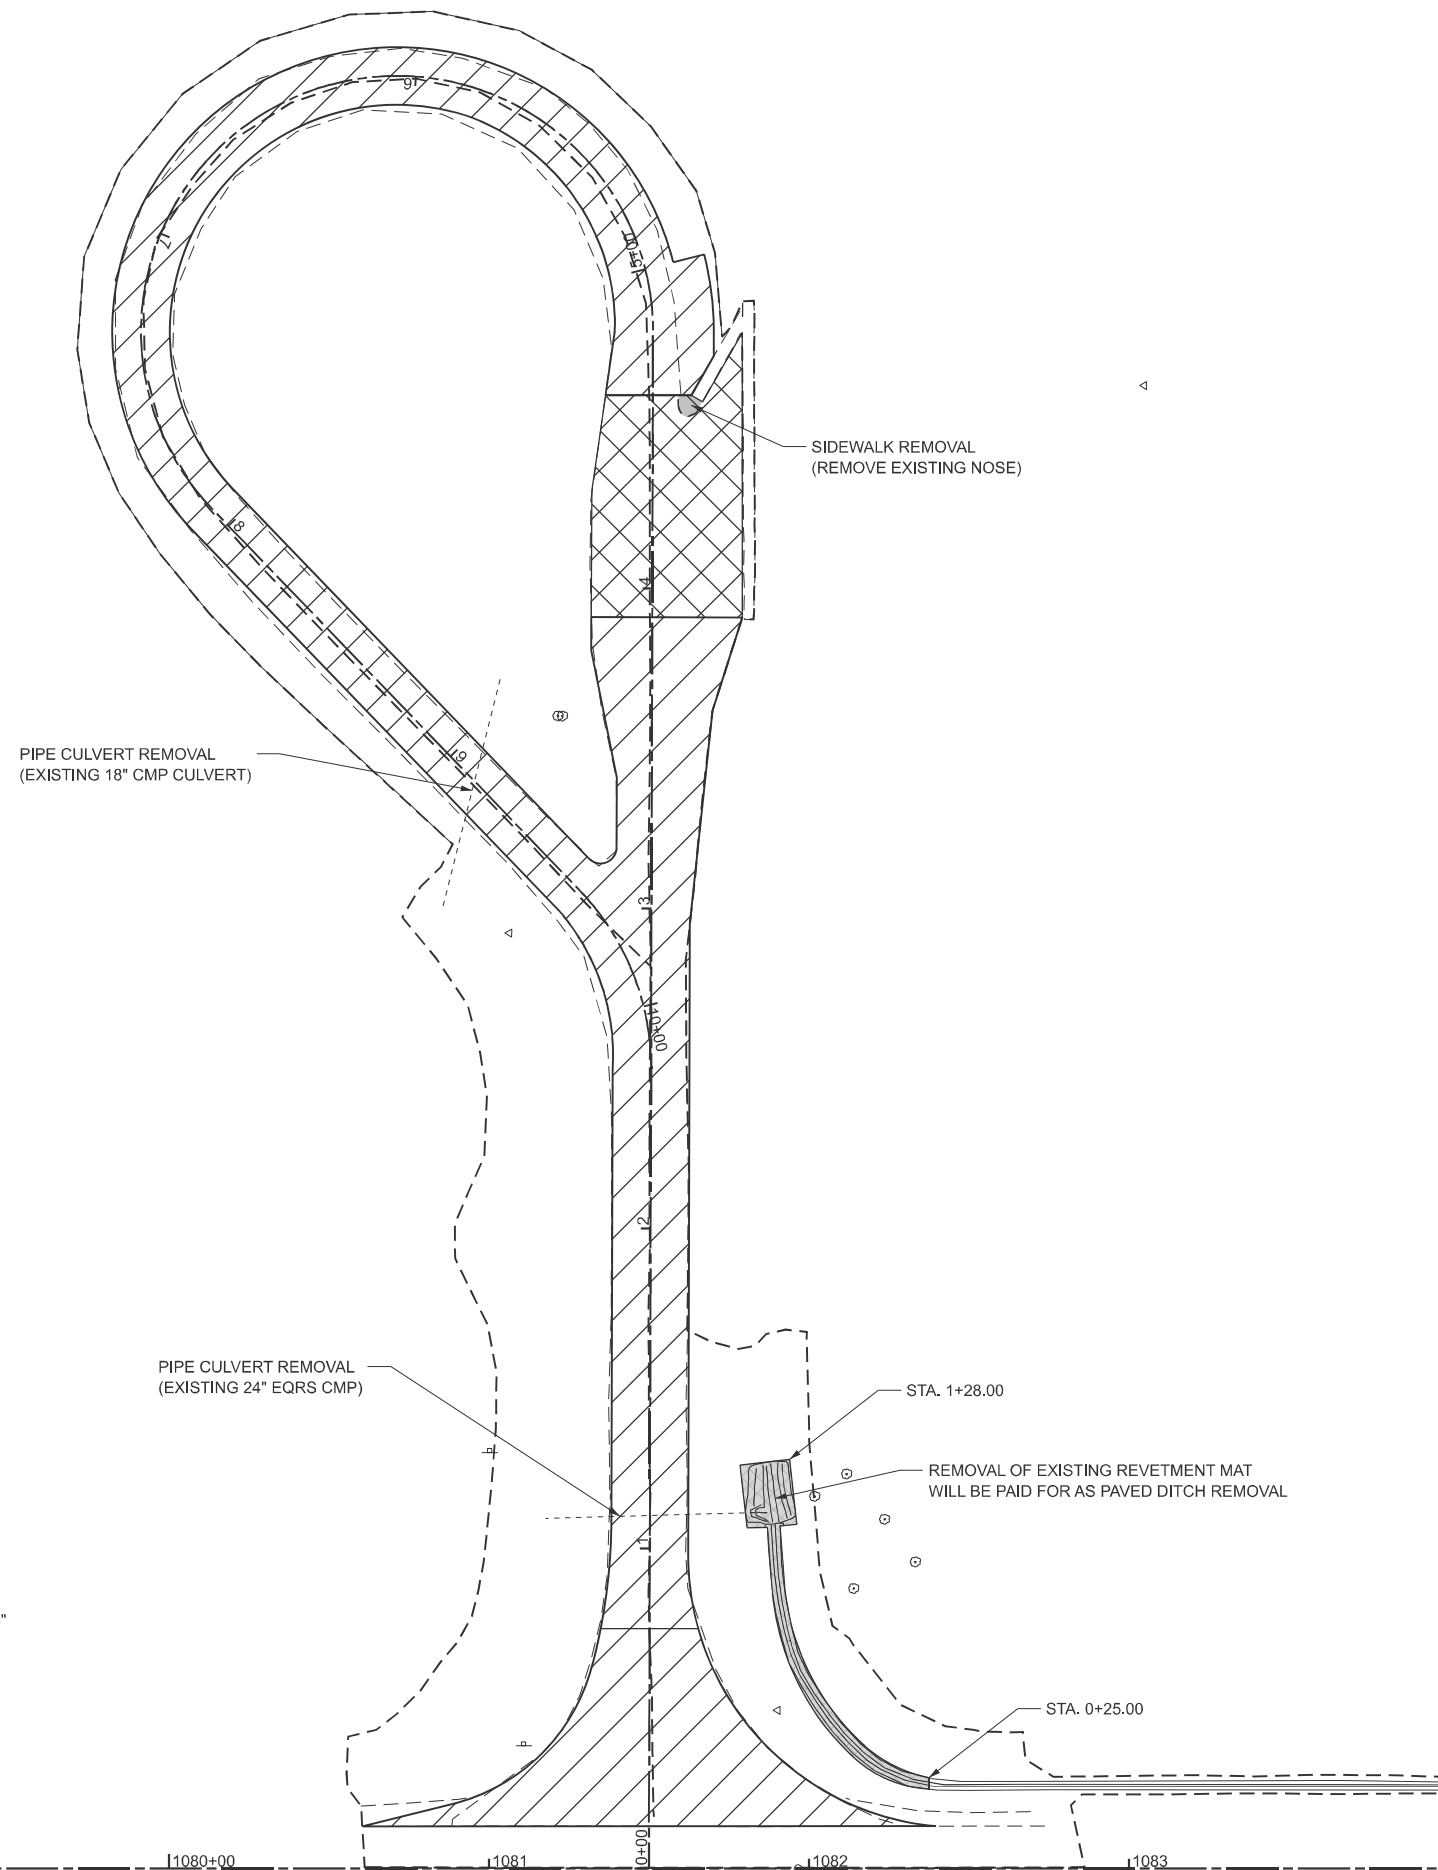 6
7
15+00
SIDEWALK REMOVAL
(REMOVE EXISTING NOSE)
8
4
PIPE CULVERT REMOVAL
(EXISTING 18" CMP CULVERT)
9
3
10+00
2
PIPE CULVERT REMOVAL
(EXISTING 24" EQRS CMP)
STA. 1+28.00
REMOVAL OF EXISTING REVETMENT MAT
WILL BE PAID FOR AS PAVED DITCH REMOVAL
1
"
STA. 0+25.00
0+00
1080+00
1081
1082
1083